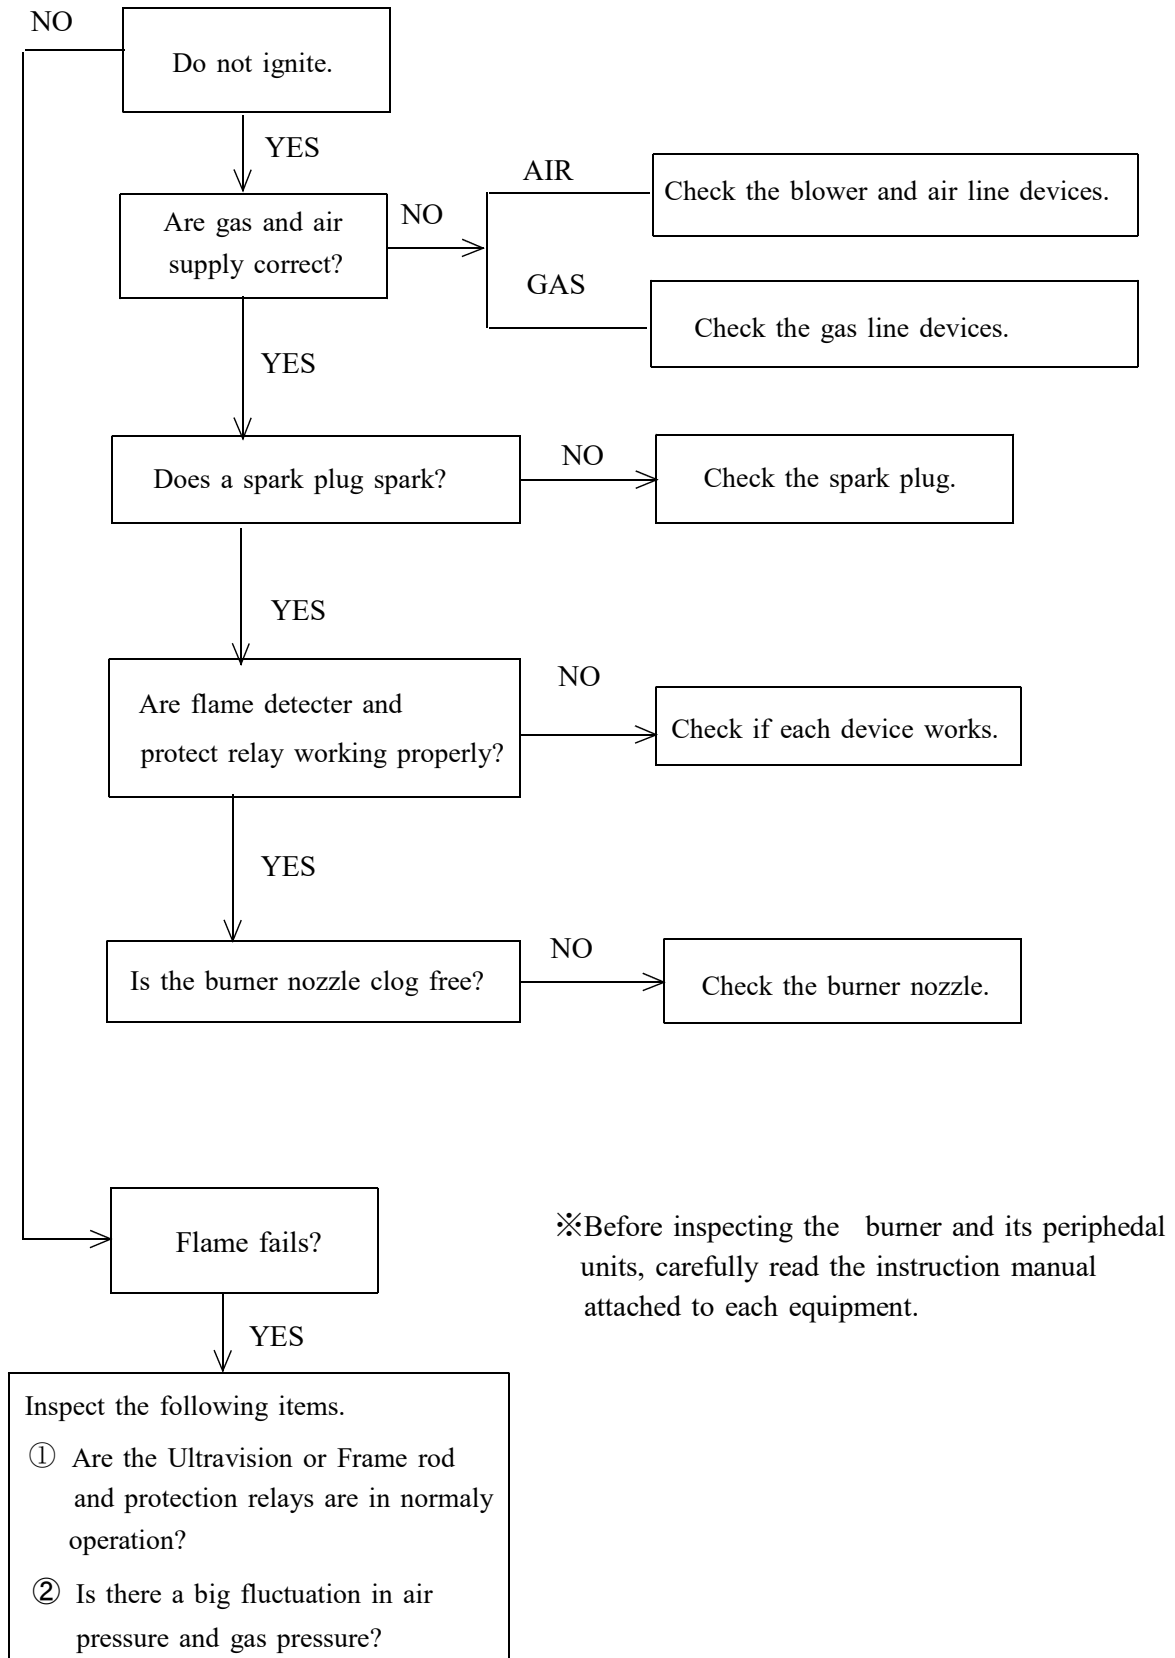 NO
Do not ignite.
YES
AIR
Check the blower and air line devices.
Are gas and air
supply correct?
NO
GAS
Check the gas line devices.
YES
Does a spark plug spark?
NO
Check the spark plug.
YES
Are flame detecter and
protect relay working properly?
NO
Check if each device works.
YES
Is the burner nozzle clog free?
NO
Check the burner nozzle.
Flame fails?
※Before inspecting the burner and its periphedal
units, carefully read the instruction manual
attached to each equipment.
YES
Inspect the following items.
① Are the Ultravision or Frame rod
and protection relays are in normaly
operation?
② Is there a big fluctuation in air
pressure and gas pressure?